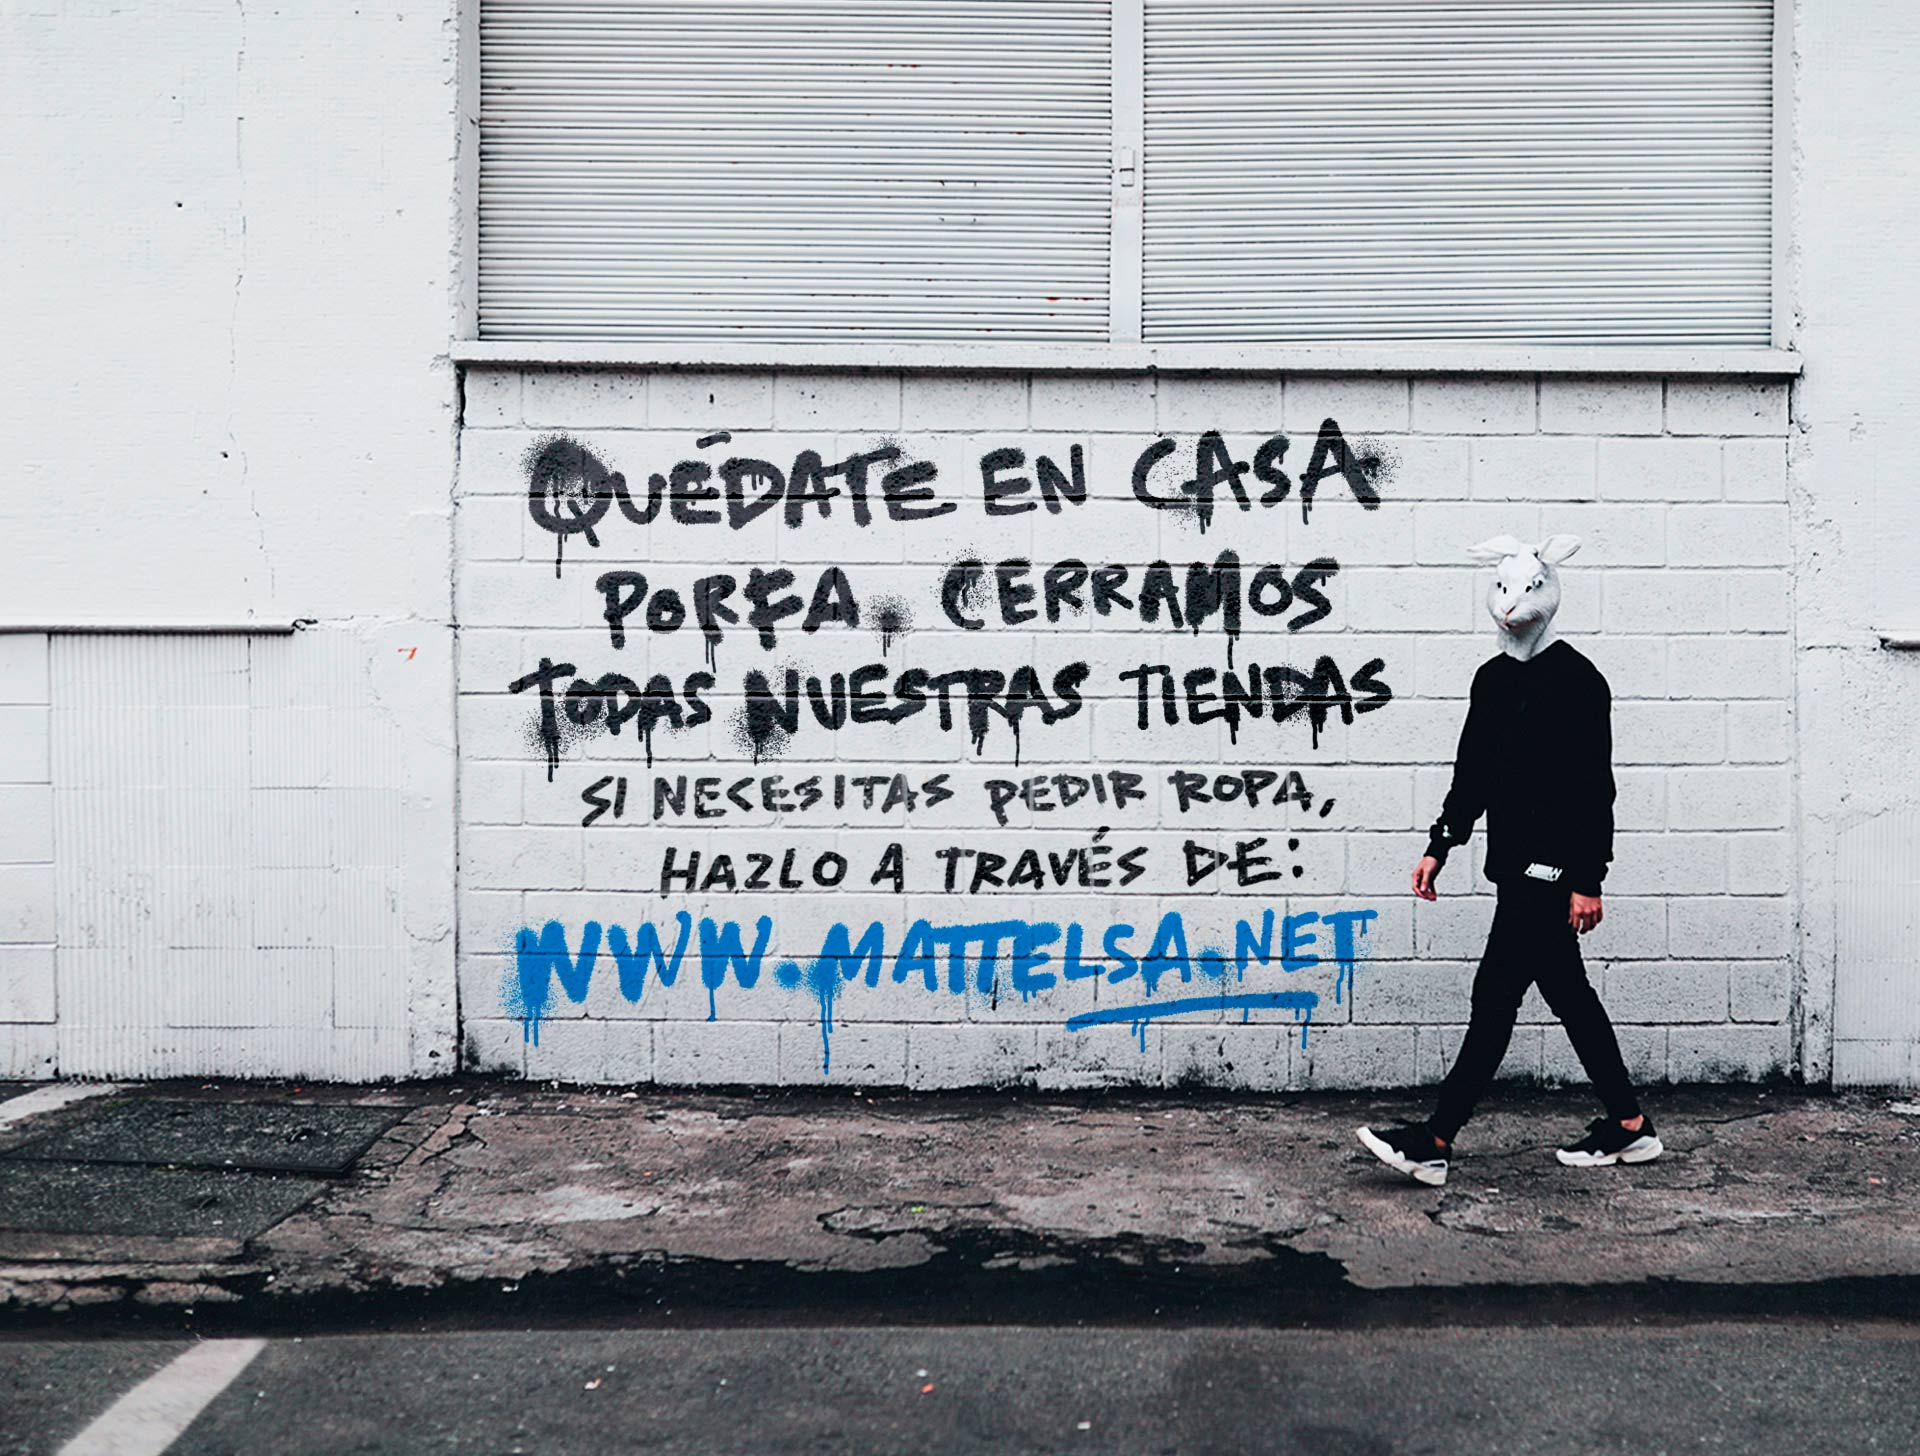 QUÉDATE EN CASA
PORFA. CERRAMOS
TODAS NUESTRAS TIENDAS
SI NECESITAS PEDIR ROPA,
HAZLO A TRAVÉS DE:
WWW.MATTELSA.NET